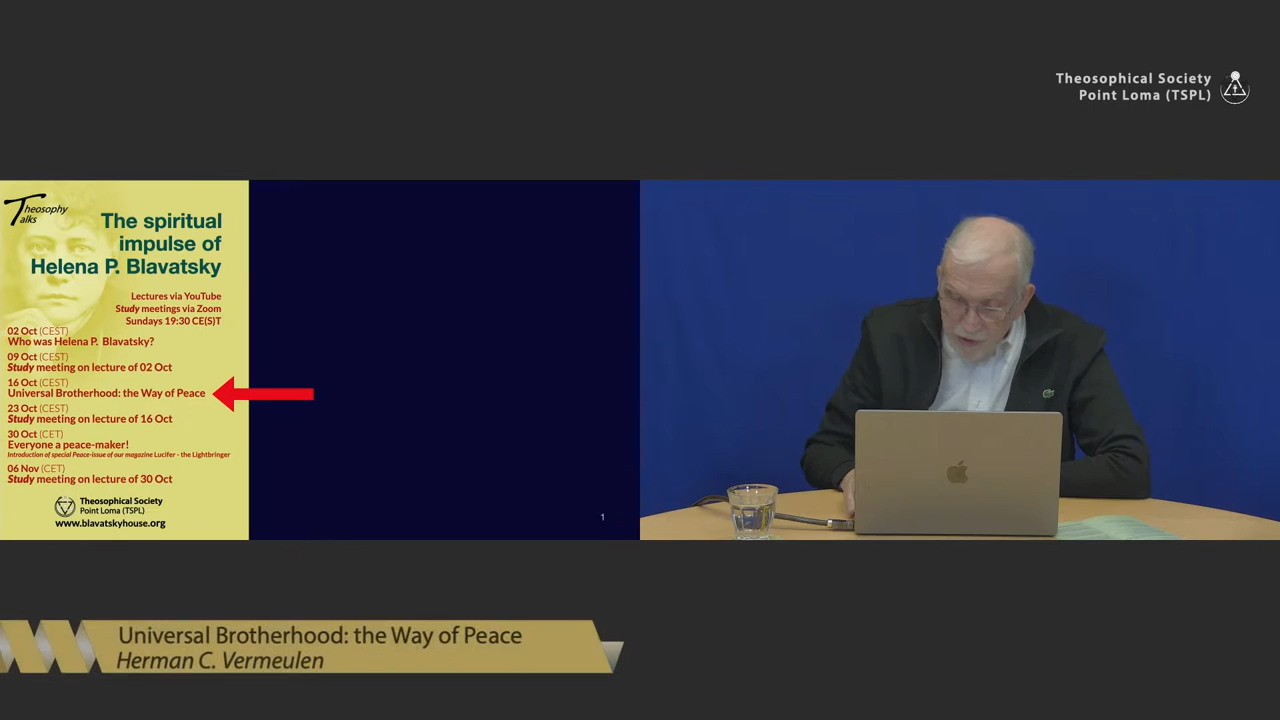 Theosophical Society
Point Loma (TSPL)
Theosophy
Talks
The spiritual
impulse of
Helena P. Blavatsky
Lectures via YouTube
Study meetings via Zoom
Sundays 19:30 CE(S)T
02 Oct (CEST)
Who was Helena P. Blavatsky?
09 Oct (CEST)
Study meeting on lecture of 02 Oct
16 Oct (CEST)
Universal Brotherhood: the Way of Peace
23 Oct (CEST)
Study meeting on lecture of 16 Oct
30 Oct (CET)
Everyone a peace-maker!
Introduction of special Peace-issue of our magazine Lucifer - the Lightbringer
06 Nov (CET)
Study meeting on lecture of 30 Oct
Theosophical Society
Point Loma (TSPL)
www.blavatskyhouse.org
1
Universal Brotherhood: the Way of Peace
Herman C. Vermeulen